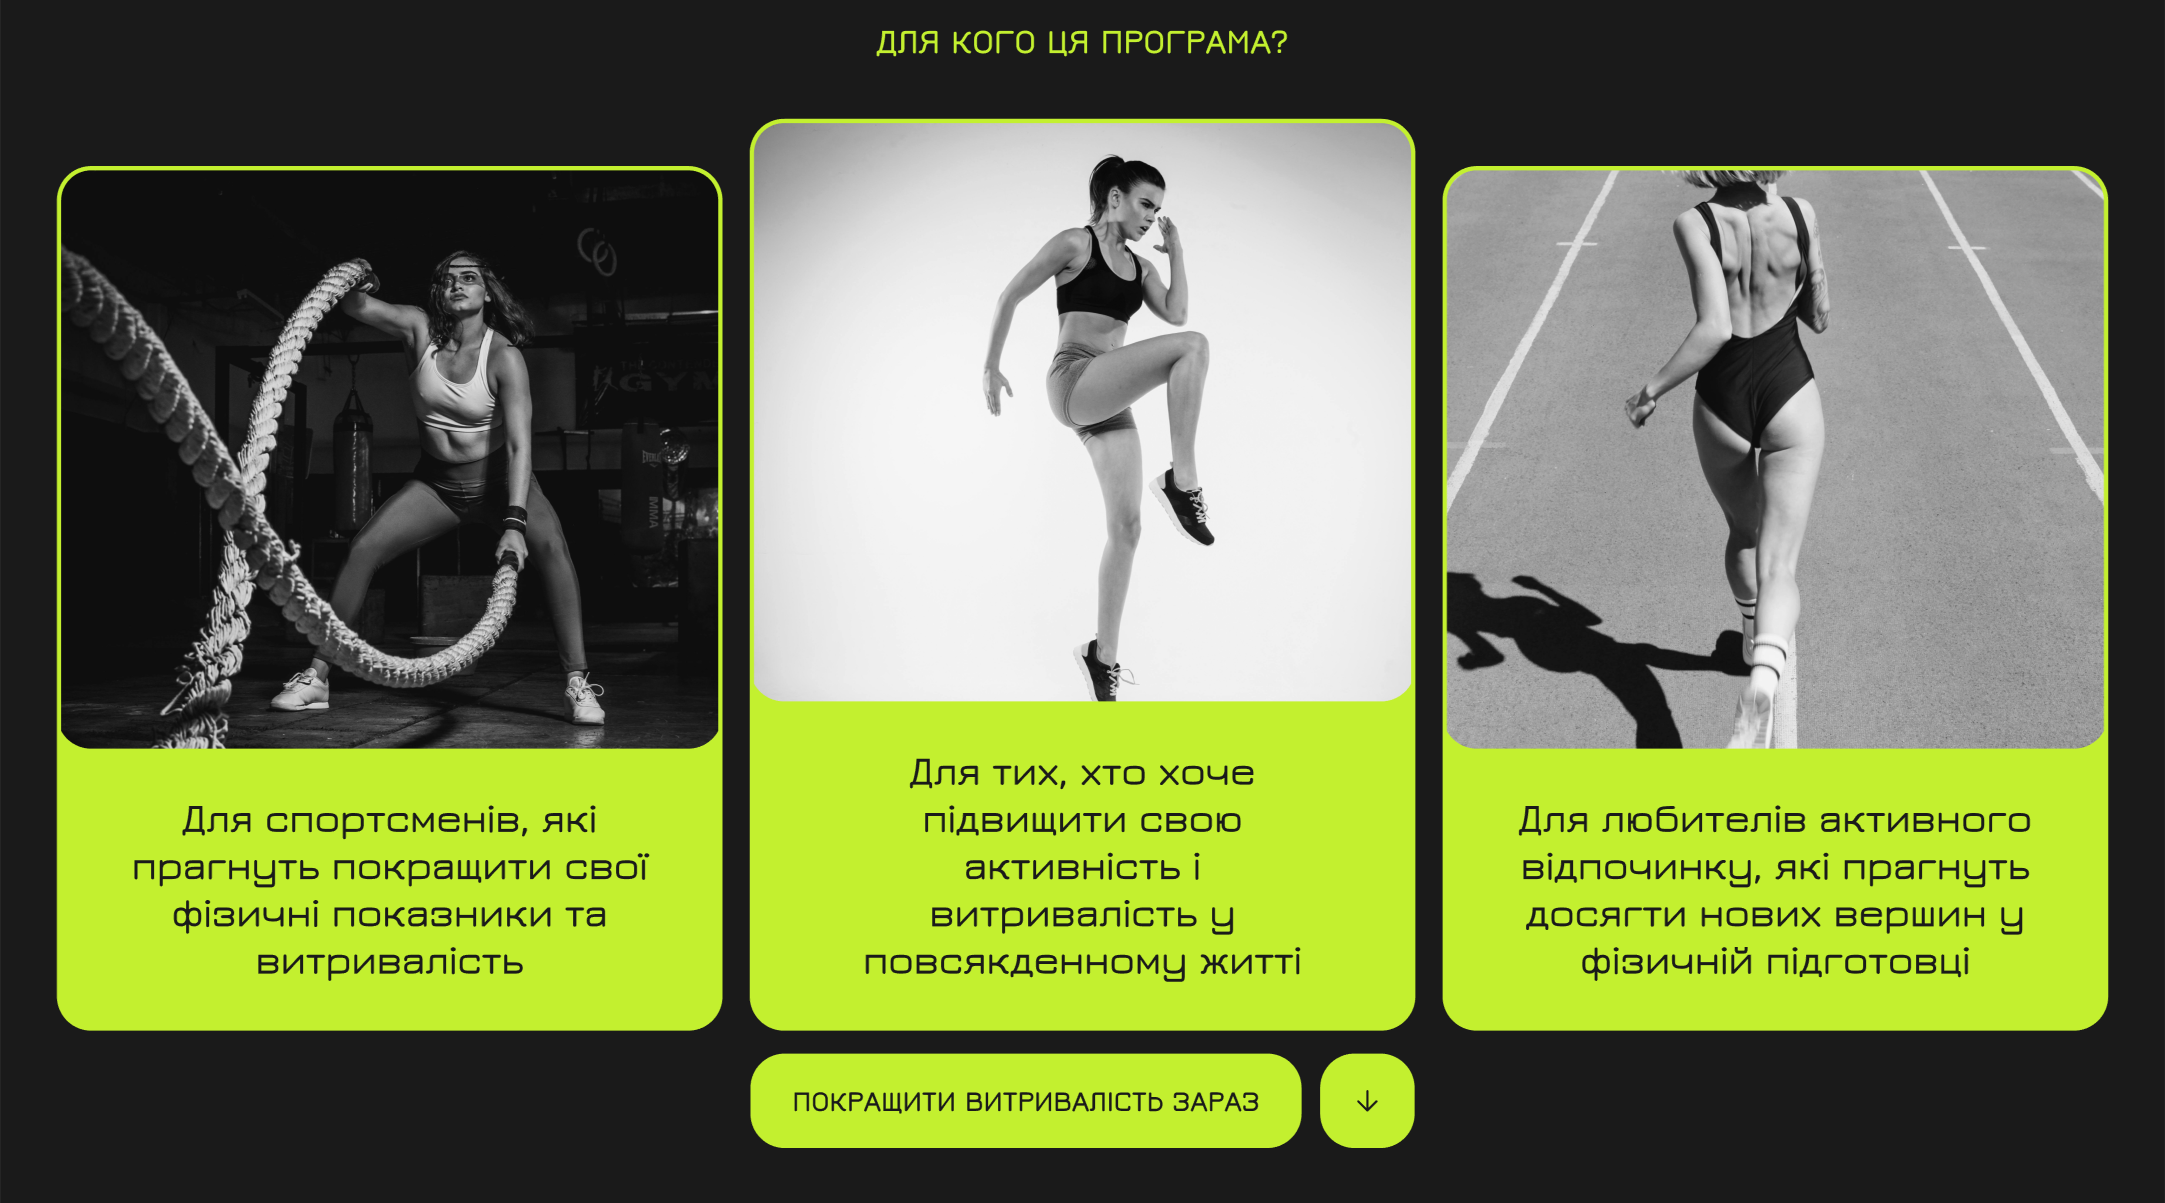 ДЛЯ КОГО ЦЯ ПРОГРАМА?
GYM
MMA
Для спортсменів, які
прагнуть покращити свої
фізичні показники та
витривалість
Для тих, хто хоче
підвищити свою
активність і
витривалість у
повсякденному житті
Для любителів активного
відпочинку, які прагнуть
досягти нових вершин у
фізичній підготовці
ПОКРАЩИТИ ВИТРИВАЛІСТЬ ЗАРАЗ